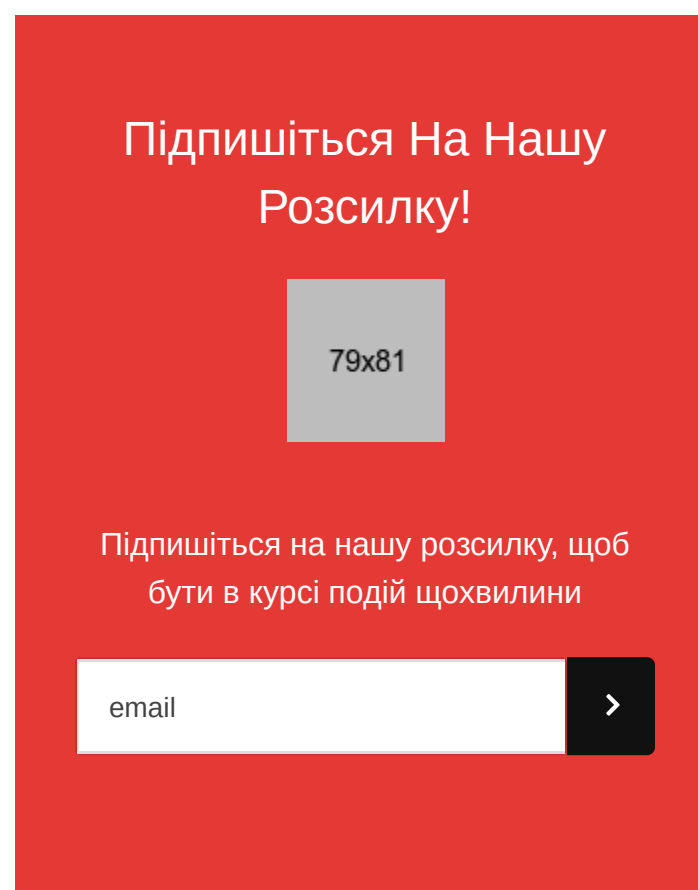 Підпишіться На Нашу
Розсилку!
79x81
Підпишіться на нашу розсилку, щоб
бути в курсі подій щохвилини
email